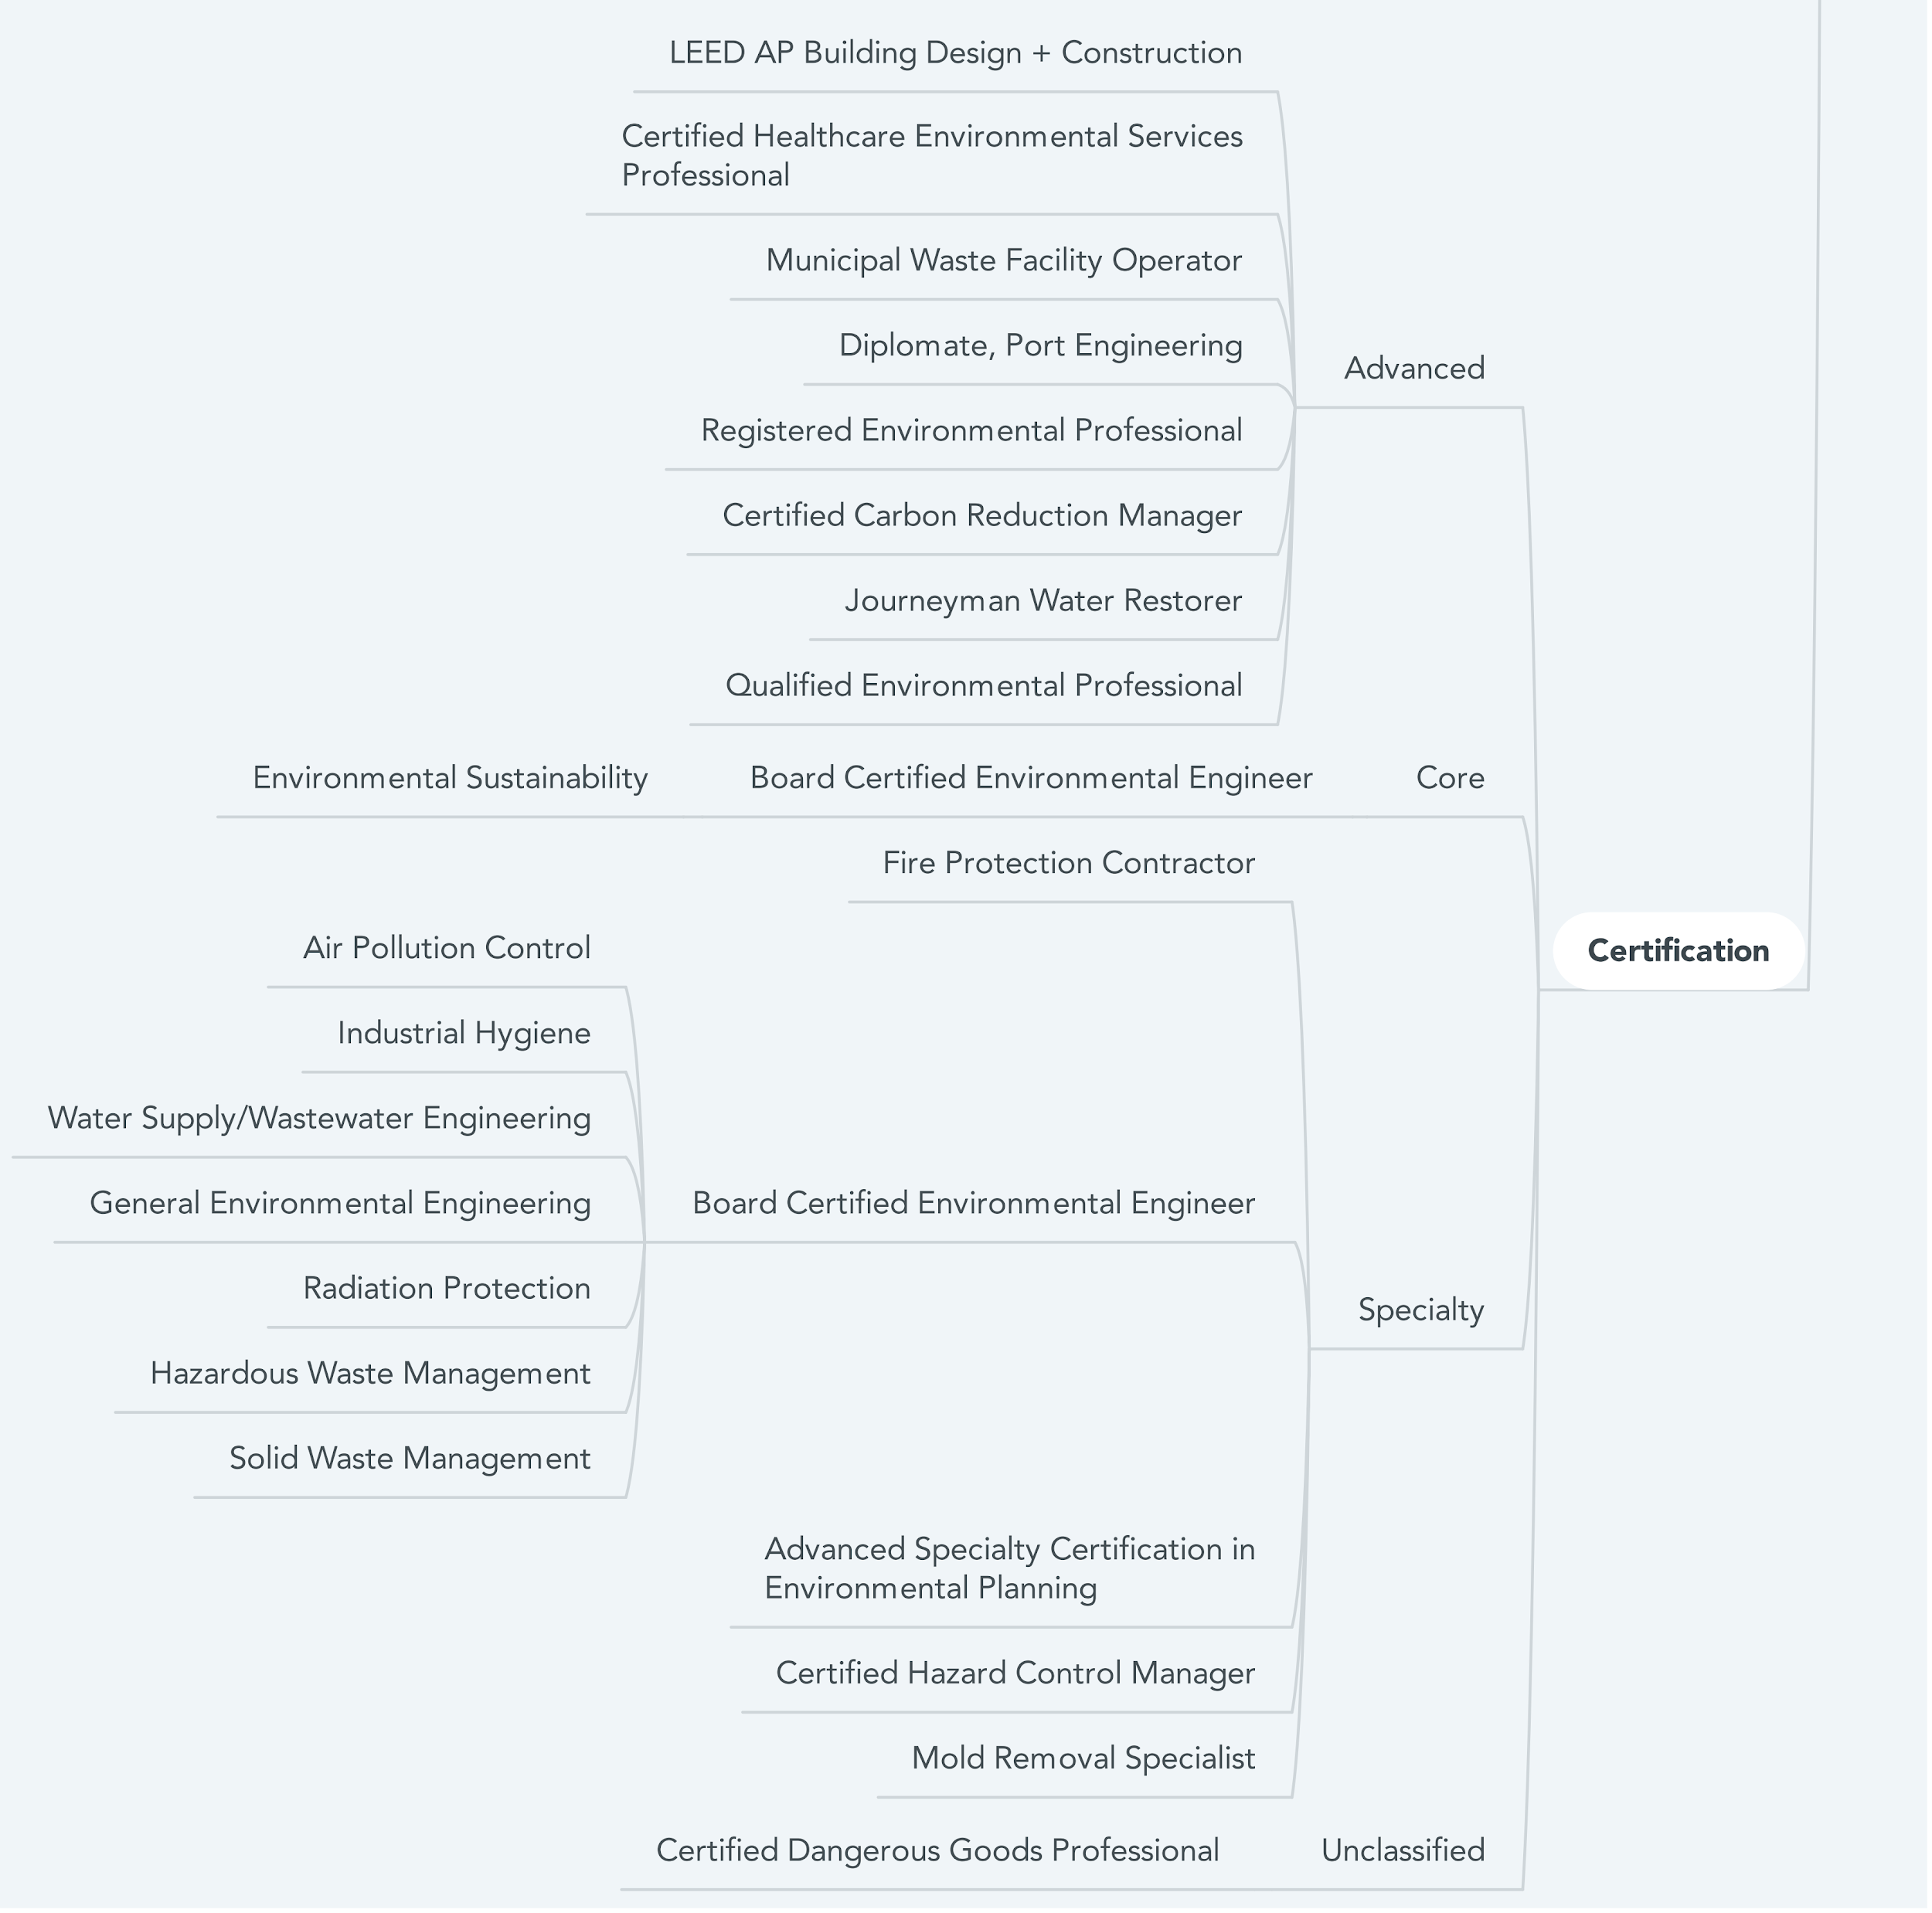 LEED AP Building Design + Construction
Certified Healthcare Environmental Services
Professional
Municipal Waste Facility Operator
Diplomate, Port Engineering
Advanced
Registered Environmental Professional
Certified Carbon Reduction Manager
Journeyman Water Restorer
Qualified Environmental Professional
Environmental Sustainability
Board Certified Environmental Engineer
Core
Fire Protection Contractor
Air Pollution Control
Certification
Industrial Hygiene
Water Supply/Wastewater Engineering
General Environmental Engineering
Board Certified Environmental Engineer
Radiation Protection
Specialty
Hazardous Waste Management
Solid Waste Management
Advanced Specialty Certification in
Environmental Planning
Certified Hazard Control Manager
Mold Removal Specialist
Certified Dangerous Goods Professional
Unclassified